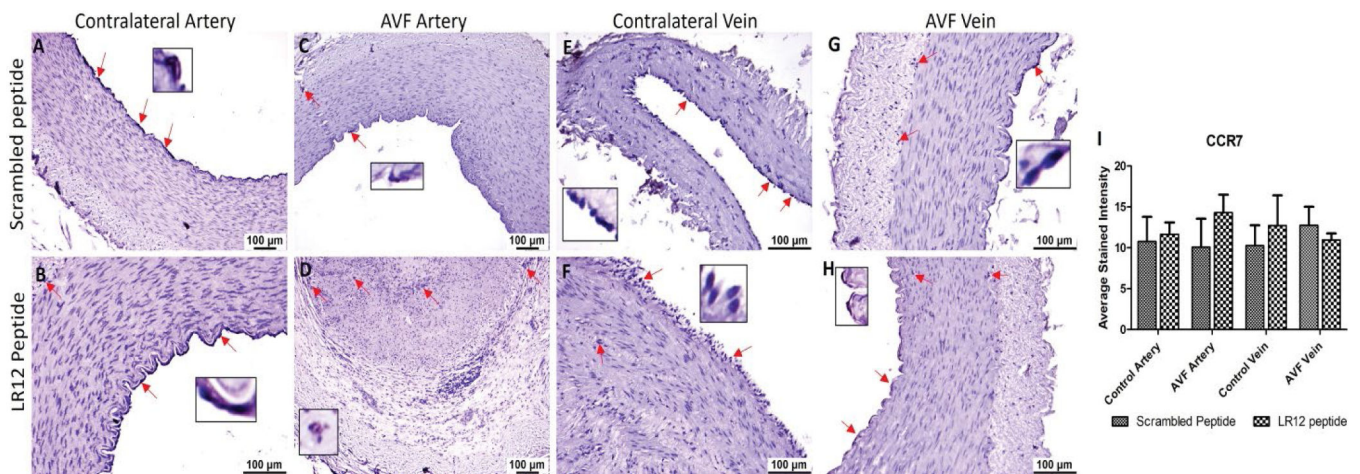 Contralateral Artery
AVF Artery
Contralateral Vein
AVF Vein
Scrambled peptide
A
100 µm
C
100 µm
E
100 µm
G
100 µm
LR12 Peptide
B
100 µm
D
100 µm
F
100 µm
H
100 µm
I
CCR7
Average Stained Intensity
20
15
10
5
0
Control Artery
AVF Artery
Control Vein
AVF Vein
Scrambled Peptide
LR12 peptide